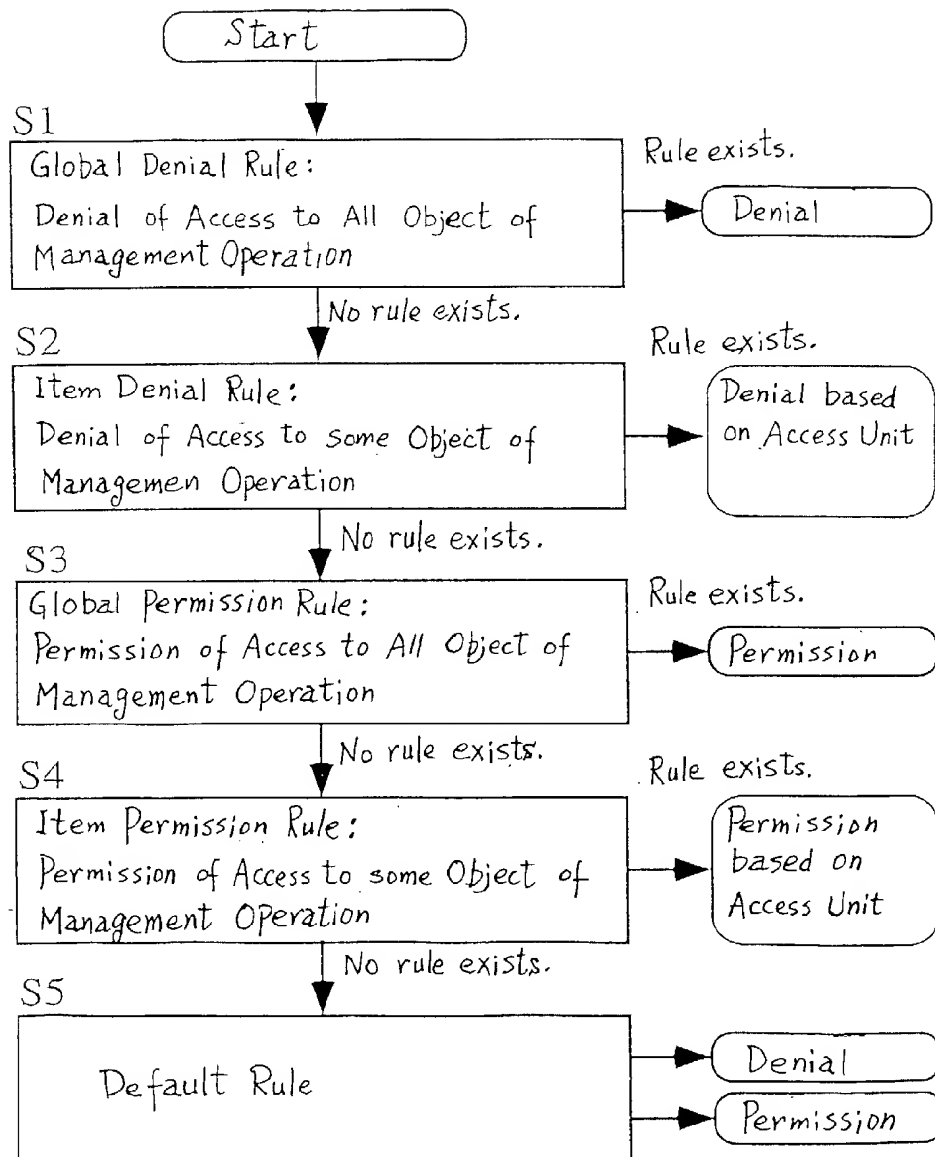 Start
S1
Rule exists.
Global Denial Rule:
Denial of Access to All Object of
Management Operation
Denial
No rule exists.
S2
Rule exists.
Item Denial Rule:
Denial of Access to some Object of
Managemen Operation
Denial based
on Access Unit
No rule exists.
S3
Rule exists.
Global Permission Rule:
Permission of Access to All Object of
Management Operation
Permission
No rule exists.
S4
Rule exists.
Item Permission Rule:
Permission of Access to some Object of
Management Operation
Permission
based on
Access Unit
No rule exists.
S5
Default Rule
Denial
Permission